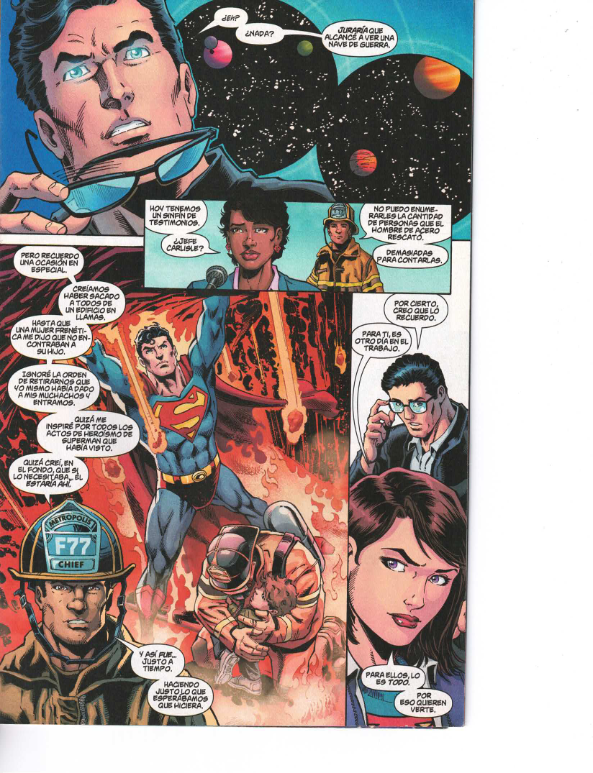 ¿EH?
¿NADA?
JURARÍA QUE
ALCANCÉ A VER UNA
NAVE DE GUERRA.
HOY TENEMOS
UN SINFÍN DE
TESTIMONIOS.
¿JEFE
CARLISLE?
NO PUEDO ENUME-
RARLES LA CANTIDAD
DE PERSONAS QUE EL
HOMBRE DE ACERO
RESCATÓ.
DEMASIADAS
PARA CONTARLAS.
PERO RECUERDO
UNA OCASIÓN EN
ESPECIAL.
CREÍAMOS
HABER SACADO
A TODOS DE
UN EDIFICIO EN
LLAMAS.
HASTA QUE
UNA MUJER FRENÉTI-
CA ME DIJO QUE NO EN-
CONTRABAN A
SU HIJO.
IGNORÉ LA ORDEN
DE RETIRARNOS QUE
YO MISMO HABÍA DADO
A MIS MUCHACHOS Y
ENTRAMOS.
QUIZÁ ME
INSPIRÉ POR TODOS LOS
ACTOS DE HEROÍSMO DE
SUPERMAN QUE
HABÍA VISTO.
QUIZÁ CREÍ, EN
EL FONDO, QUE SI
LO NECESITABA... ÉL
ESTARÍA AHÍ.
METROPOLIS
F77
CHIEF
Y ASÍ FUE...
JUSTO A
TIEMPO.
HACIENDO
JUSTO LO QUE
ESPERÁBAMOS
QUE HICIERA.
POR CIERTO,
CREO QUE LO
RECUERDO.
PARA TI, ES
OTRO DÍA EN EL
TRABAJO.
PARA ELLOS, LO
ES TODO.
POR
ESO QUIEREN
VERTE.